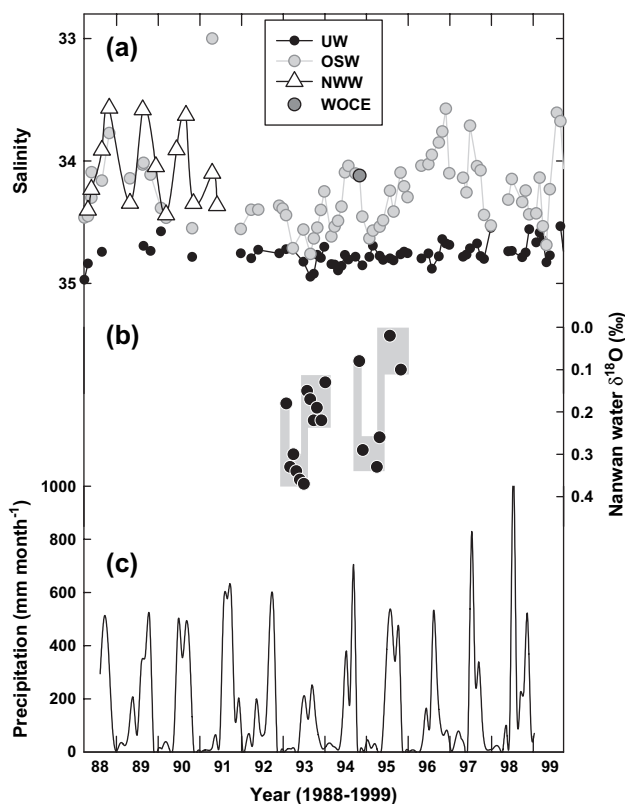 33
34
35
Salinity
(a)
UW
OSW
NWW
WOCE
(b)
0.0
0.1
0.2
0.3
0.4
Nanwan water δ¹⁸O (‰)
(c)
1000
800
600
400
200
0
Precipitation (mm month⁻¹)
88 89 90 91 92 93 94 95 96 97 98 99
Year (1988-1999)